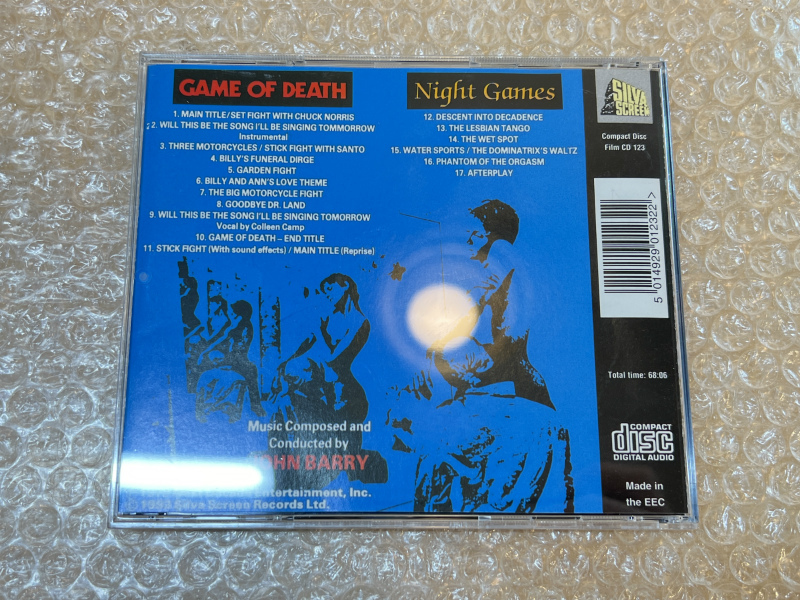 GAME OF DEATH
1. MAIN TITLE/SET FIGHT WITH CHUCK NORRIS
2. WILL THIS BE THE SONG I'LL BE SINGING TOMMORROW
Instrumental
3. THREE MOTORCYCLES / STICK FIGHT WITH SANTO
4. BILLY'S FUNERAL DIRGE
5. GARDEN FIGHT
6. BILLY AND ANN'S LOVE THEME
7. THE BIG MOTORCYCLE FIGHT
8. GOODBYE DR. LAND
9. WILL THIS BE THE SONG I'LL BE SINGING TOMORROW
Vocal by Colleen Camp
10. GAME OF DEATH – END TITLE
11. STICK FIGHT (With sound effects) / MAIN TITLE (Reprise)
Night Games
12. DESCENT INTO DECADENCE
13. THE LESBIAN TANGO
14. THE WET SPOT
15. WATER SPORTS / THE DOMINATRIX'S WALTZ
16. PHANTOM OF THE ORGASM
17. AFTERPLAY
Music Composed and
Conducted by
JOHN BARRY
Entertainment, Inc.
Screen Records Ltd.
SILVA
SCREEN
Compact Disc
Film CD 123
5 014929 012322 >
Total time: 68:06
COMPACT
disc
DIGITAL AUDIO
Made in
the EEC